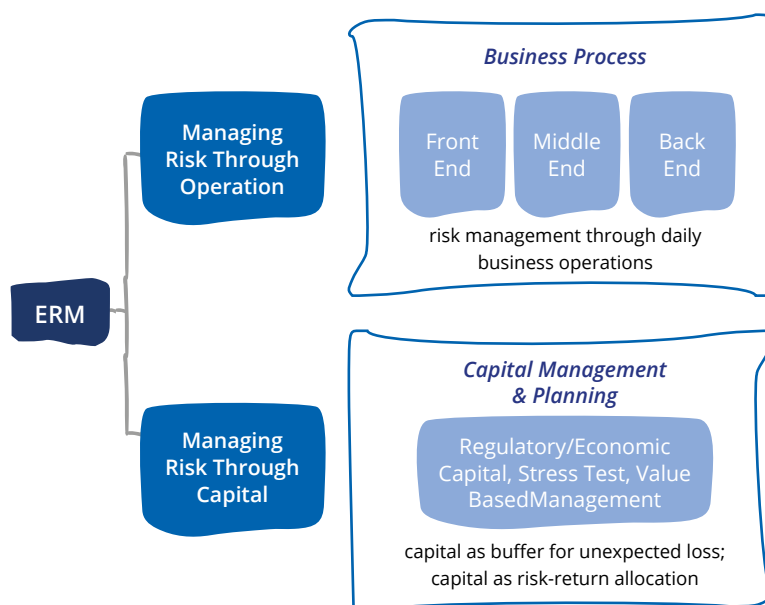 ERM
Managing
Risk Through
Operation
Business Process
Front
End
Middle
End
Back
End
risk management through daily
business operations
Managing
Risk Through
Capital
Capital Management
& Planning
Regulatory/Economic
Capital, Stress Test, Value
BasedManagement
capital as buffer for unexpected loss;
capital as risk-return allocation